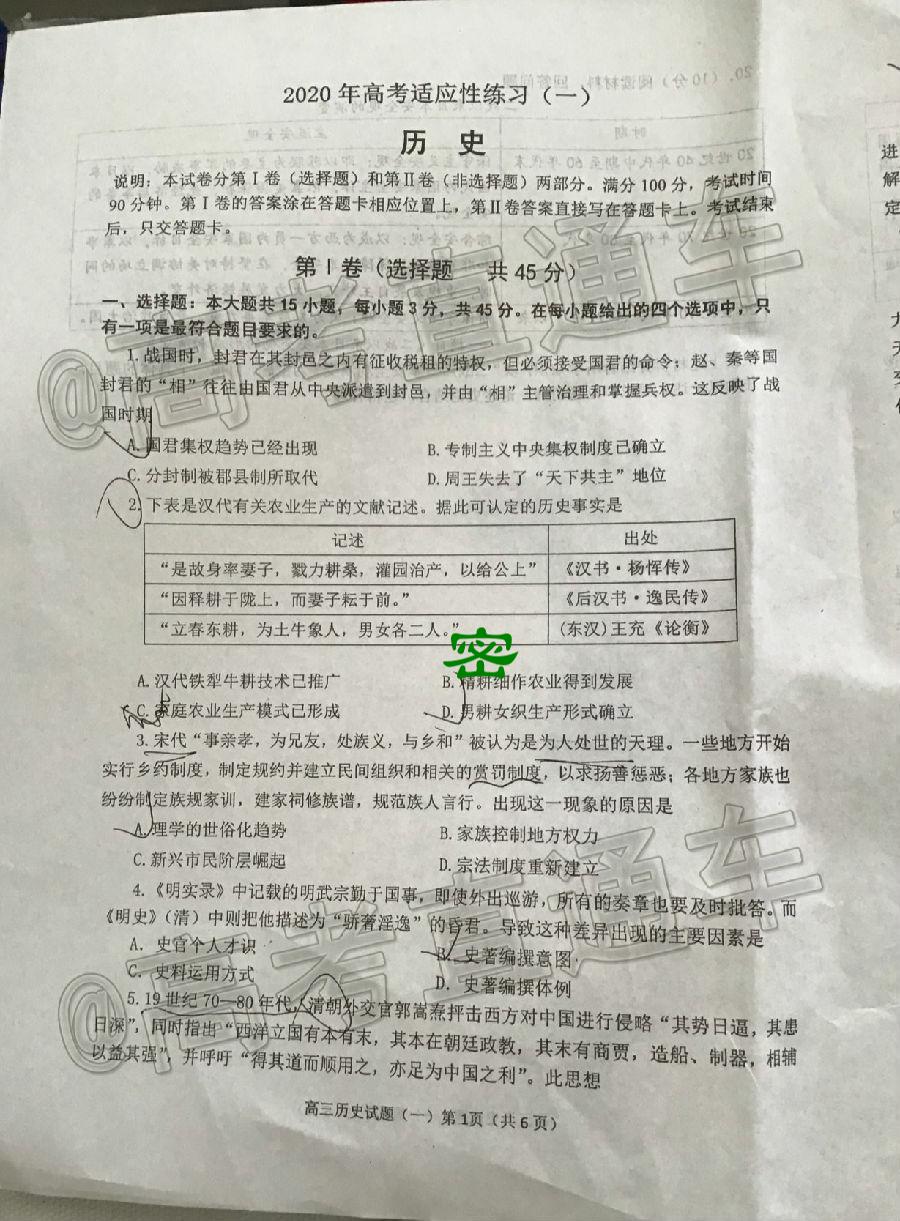 2020年高考适应性练习（一）
历 史
说明：本试卷分第Ⅰ卷（选择题）和第Ⅱ卷（非选择题）两部分。满分100分，考试时间
90分钟。第Ⅰ卷的答案涂在答题卡相应位置上，第Ⅱ卷答案直接写在答题卡上。考试结束
后，只交答题卡。
第Ⅰ卷（选择题 共45分）
一、选择题：本大题共15小题，每小题3分，共45分。在每小题给出的四个选项中，只
有一项是最符合题目要求的。
1.战国时，封君在其封邑之内有征收税租的特权，但必须接受国君的命令；赵、秦等国
封君的“相”往往由国君从中央派遣到封邑，并由“相”主管治理和掌握兵权。这反映了战
国时期
A.国君集权趋势已经出现 B.专制主义中央集权制度已确立
C.分封制被郡县制所取代 D.周王失去了“天下共主”地位
2.下表是汉代有关农业生产的文献记述。据此可认定的历史事实是
记述 出处
“是故身率妻子，戮力耕桑，灌园治产，以给公上” 《汉书·杨恽传》
“因释耕于陇上，而妻子耘于前。” 《后汉书·逸民传》
“立春东耕，为土牛象人，男女各二人。” （东汉）王充《论衡》
密
A.汉代铁犁牛耕技术已推广 B.精耕细作农业得到发展
C.家庭农业生产模式已形成 D.男耕女织生产形式确立
3.宋代“事亲孝，为兄友，处族义，与乡和”被认为是为人处世的天理。一些地方开始
实行乡约制度，制定规约并建立民间组织和相关的赏罚制度，以求扬善惩恶；各地方家族也
纷纷制定族规家训，建家祠修族谱，规范族人言行。出现这一现象的原因是
A.理学的世俗化趋势 B.家族控制地方权力
C.新兴市民阶层崛起 D.宗法制度重新建立
4.《明实录》中记载的明武宗勤于国事，即使外出巡游，所有的奏章也要及时批答。而
《明史》（清）中则把他描述为“骄奢淫逸”的昏君。导致这种差异出现的主要因素是
A．史官个人才识 B．史著编撰意图
C．史料运用方式 D．史著编撰体例
5.19世纪70—80年代，清朝外交官郭嵩焘抨击西方对中国进行侵略“其势日逼，其患
日深”，同时指出“西洋立国有本有末，其本在朝廷政教，其末有商贾，造船、制器，相辅
以益其强”，并呼吁“得其道而顺用之，亦足为中国之利”。此思想
高三历史试题（一）第1页（共6页）
@高考直通车
@高考直通车
进
解
定